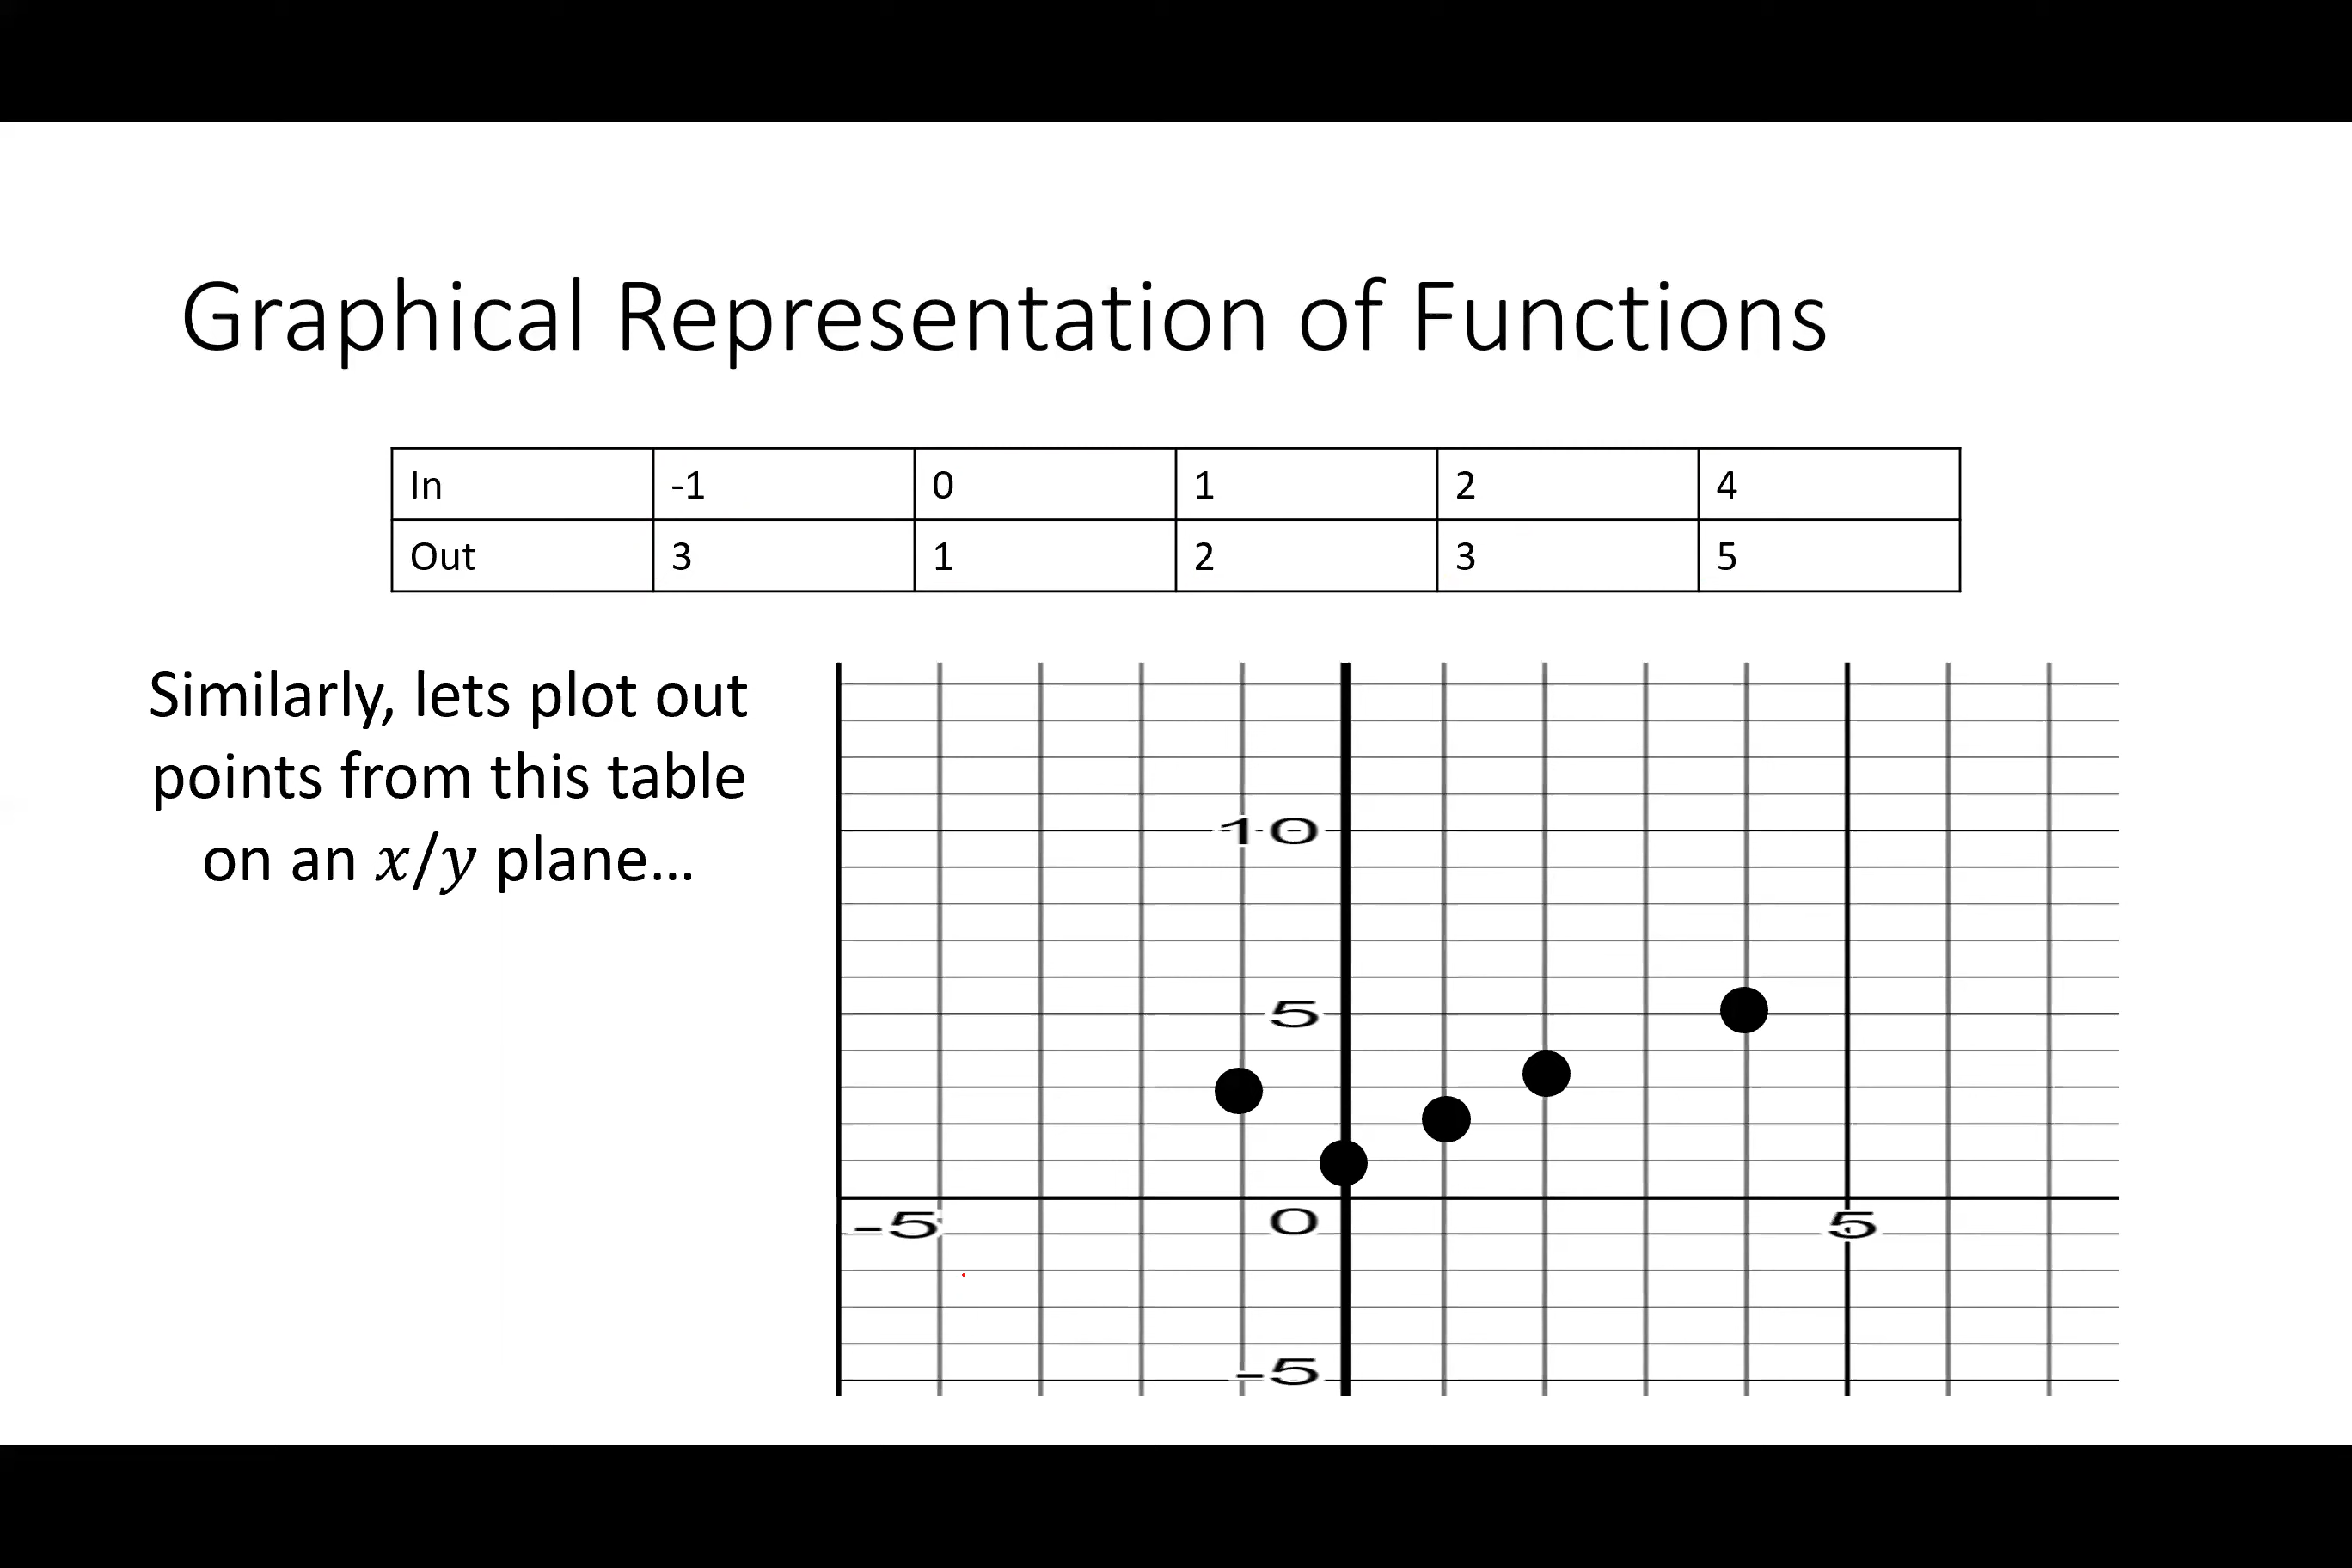 Graphical Representation of Functions
In -1 0 1 2 4
Out 3 1 2 3 5
Similarly, lets plot out
points from this table
on an x/y plane...
10
5
-5 0 5
-5